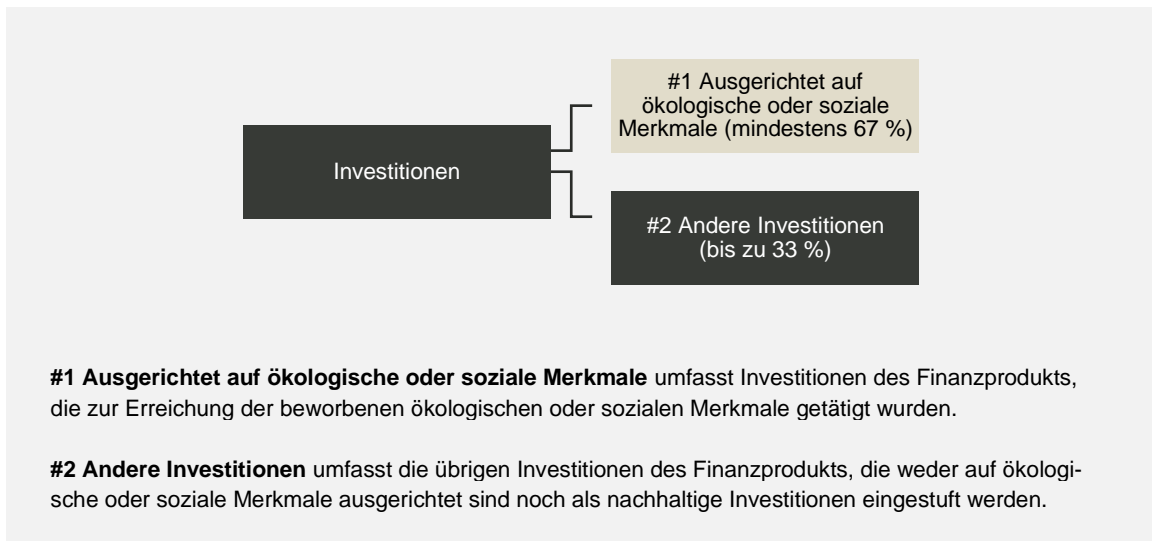 #1 Ausgerichtet auf
ökologische oder soziale
Merkmale (mindestens 67 %)
Investitionen
#2 Andere Investitionen
(bis zu 33 %)
#1 Ausgerichtet auf ökologische oder soziale Merkmale umfasst Investitionen des Finanzprodukts,
die zur Erreichung der beworbenen ökologischen oder sozialen Merkmale getätigt wurden.
#2 Andere Investitionen umfasst die übrigen Investitionen des Finanzprodukts, die weder auf ökologi-
sche oder soziale Merkmale ausgerichtet sind noch als nachhaltige Investitionen eingestuft werden.